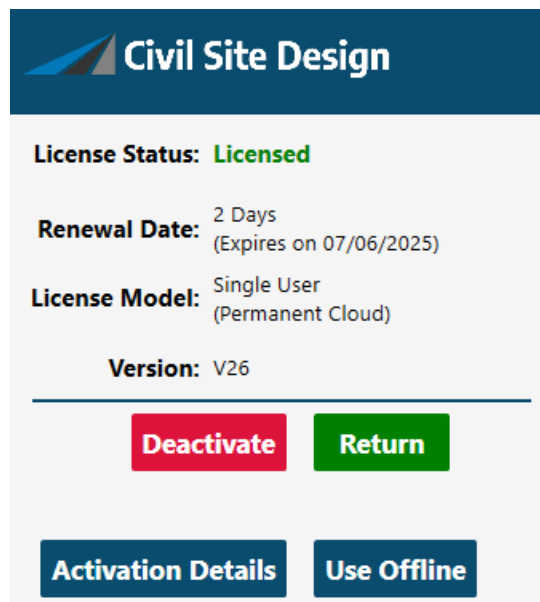 Civil Site Design
License Status: Licensed
Renewal Date: 2 Days
(Expires on 07/06/2025)
License Model: Single User
(Permanent Cloud)
Version: V26
Deactivate Return
Activation Details Use Offline